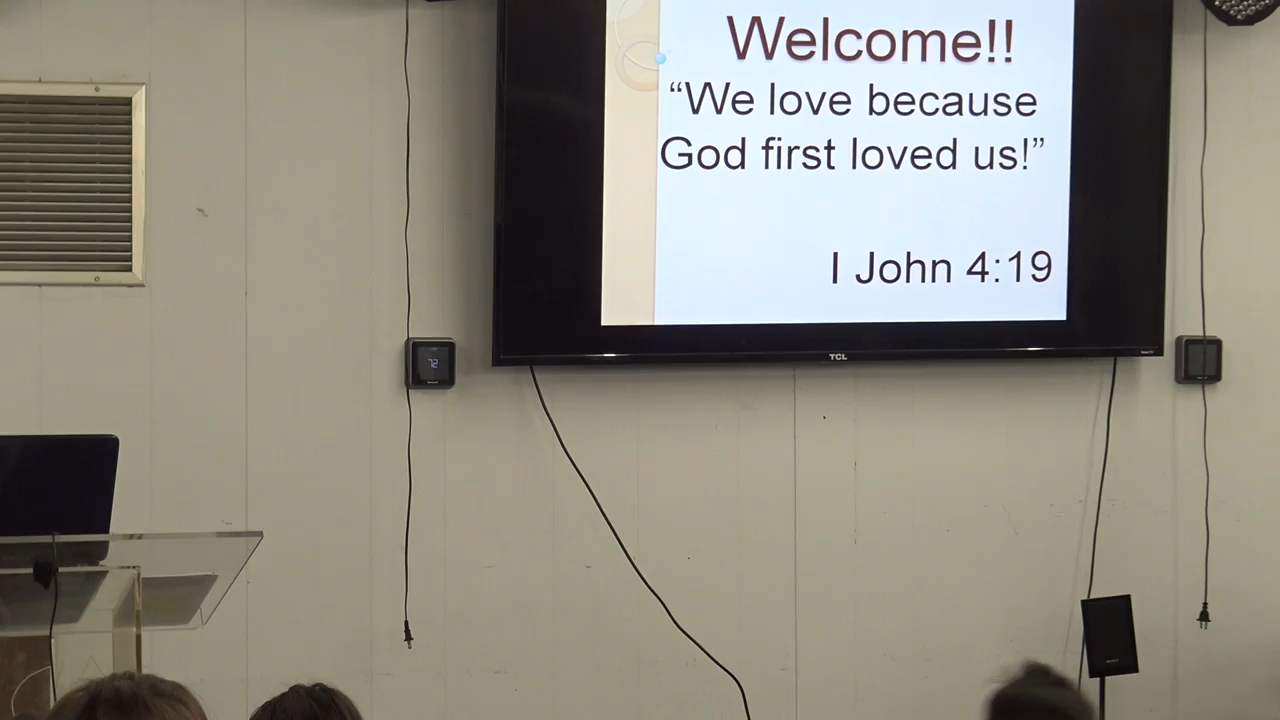 Welcome!!
“We love because
God first loved us!”
I John 4:19
72
TCL